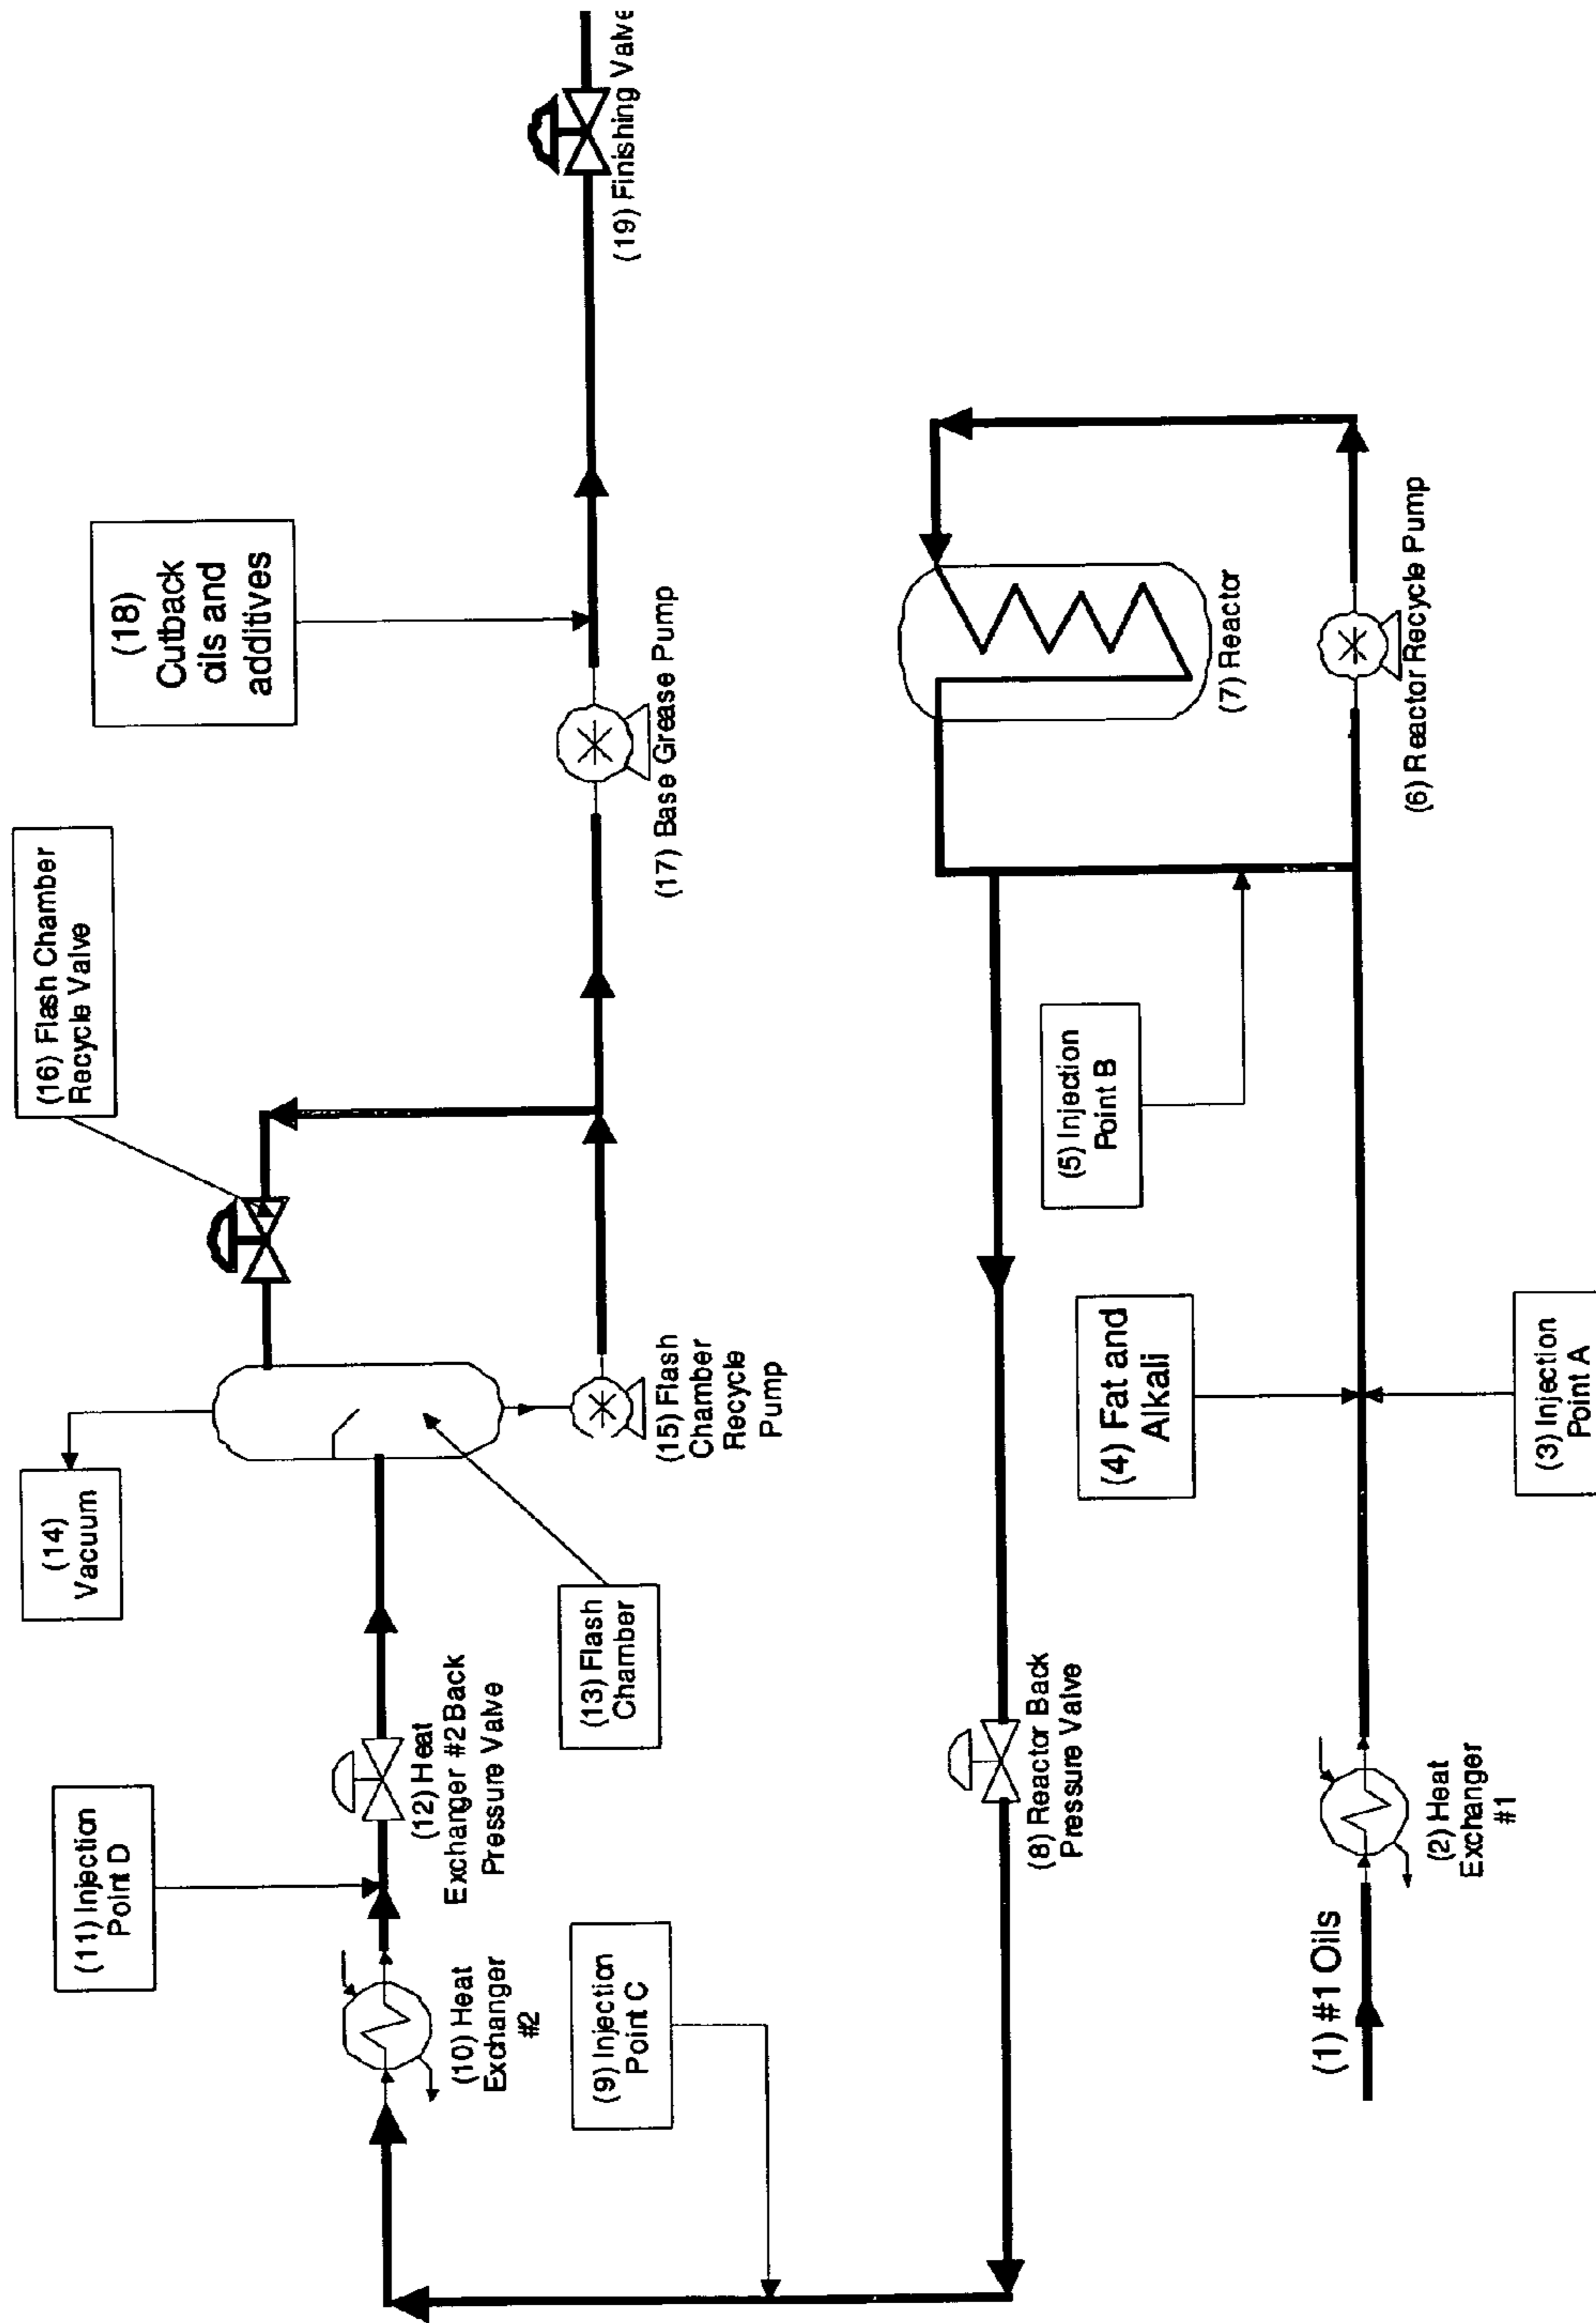 (14)
Vacuum
(16) Flash Chamber
Recycle Valve
(18)
Cutback
oils and
additives
(11) Injection
Point D
(10) Heat
Exchanger
#2
(12) Heat
Exchanger #2 Back
Pressure Valve
(13) Flash
Chamber
(15) Flash
Chamber
Recycle
Pump
(17) Base Grease Pump
(19) Finishing Valve
(9) Injection
Point C
(8) Reactor Back
Pressure Valve
(5) Injection
Point B
(7) Reactor
(4) Fat and
Alkali
(1) #1 Oils
(2) Heat
Exchanger
#1
(3) Injection
Point A
(6) Reactor Recycle Pump